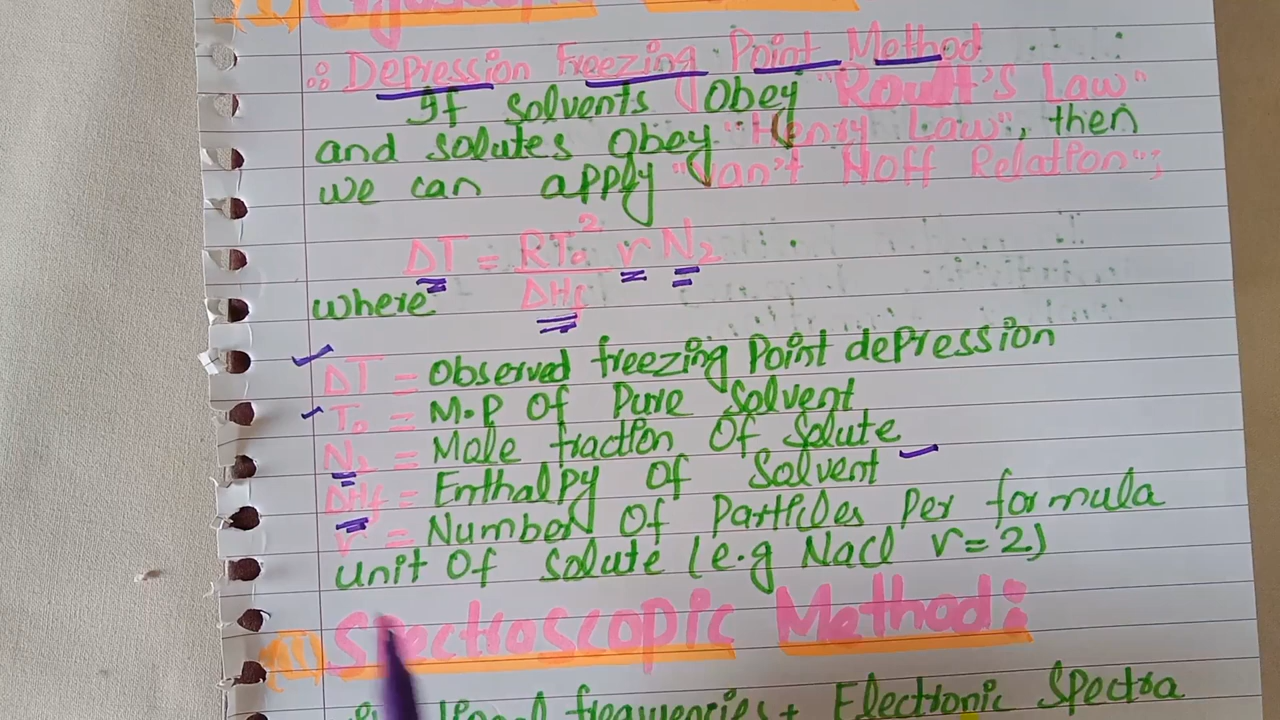 ∴ Depression Freezing Point Method
If solvents obey "Roult's Law"
and solutes obey "Henry Law", then
we can apply "Van't Hoff Relation";
ΔT = RT₀² / ΔHf r N₂
where
ΔT = Observed freezing Point depression
T₀ = M.P Of Pure Solvent
N₂ = Mole fraction Of Solute
ΔHf = Enthalpy Of Solvent
r = Number Of Particles Per formula
unit Of Solute (e.g Nacl r=2)
(ii) Spectroscopic Method:
frequencies + Electronic Spectra